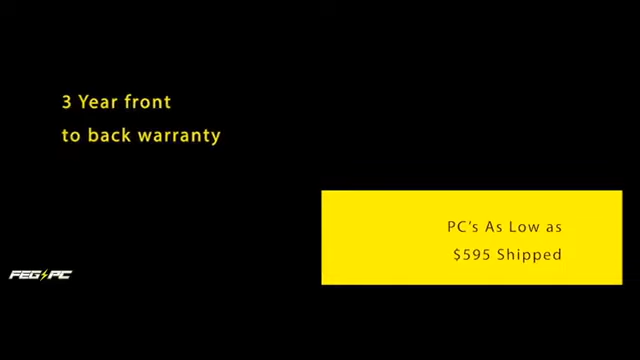 3 Year front
to back warranty
PC's As Low as
$595 Shipped
FEG PC